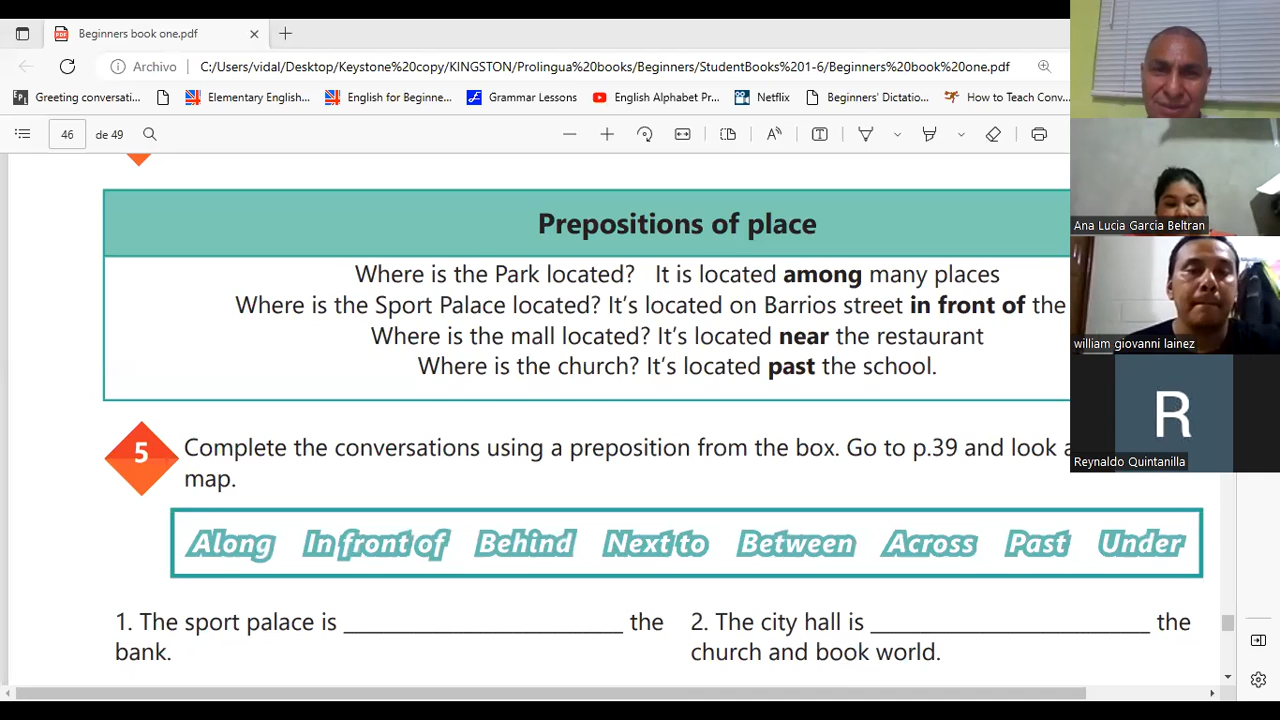 Beginners book one.pdf
Archivo
C:/Users/vidal/Desktop/Keystone%20conv/KINGSTON/Prolingua%20books/Beginners/StudentBooks%201-6/Beginners%20book%20one.pdf
Greeting conversati... Elementary English... English for Beginne... Grammar Lessons English Alphabet Pr... Netflix Beginners' Dictatio... How to Teach Conv...
46 de 49
Prepositions of place
Where is the Park located? It is located among many places
Where is the Sport Palace located? It's located on Barrios street in front of the
Where is the mall located? It's located near the restaurant
Where is the church? It's located past the school.
5
Complete the conversations using a preposition from the box. Go to p.39 and look
map.
Along In front of Behind Next to Between Across Past Under
1. The sport palace is ____________________ the
bank.
2. The city hall is ____________________ the
church and book world.
Ana Lucia Garcia Beltran
william giovanni lainez
R
Reynaldo Quintanilla